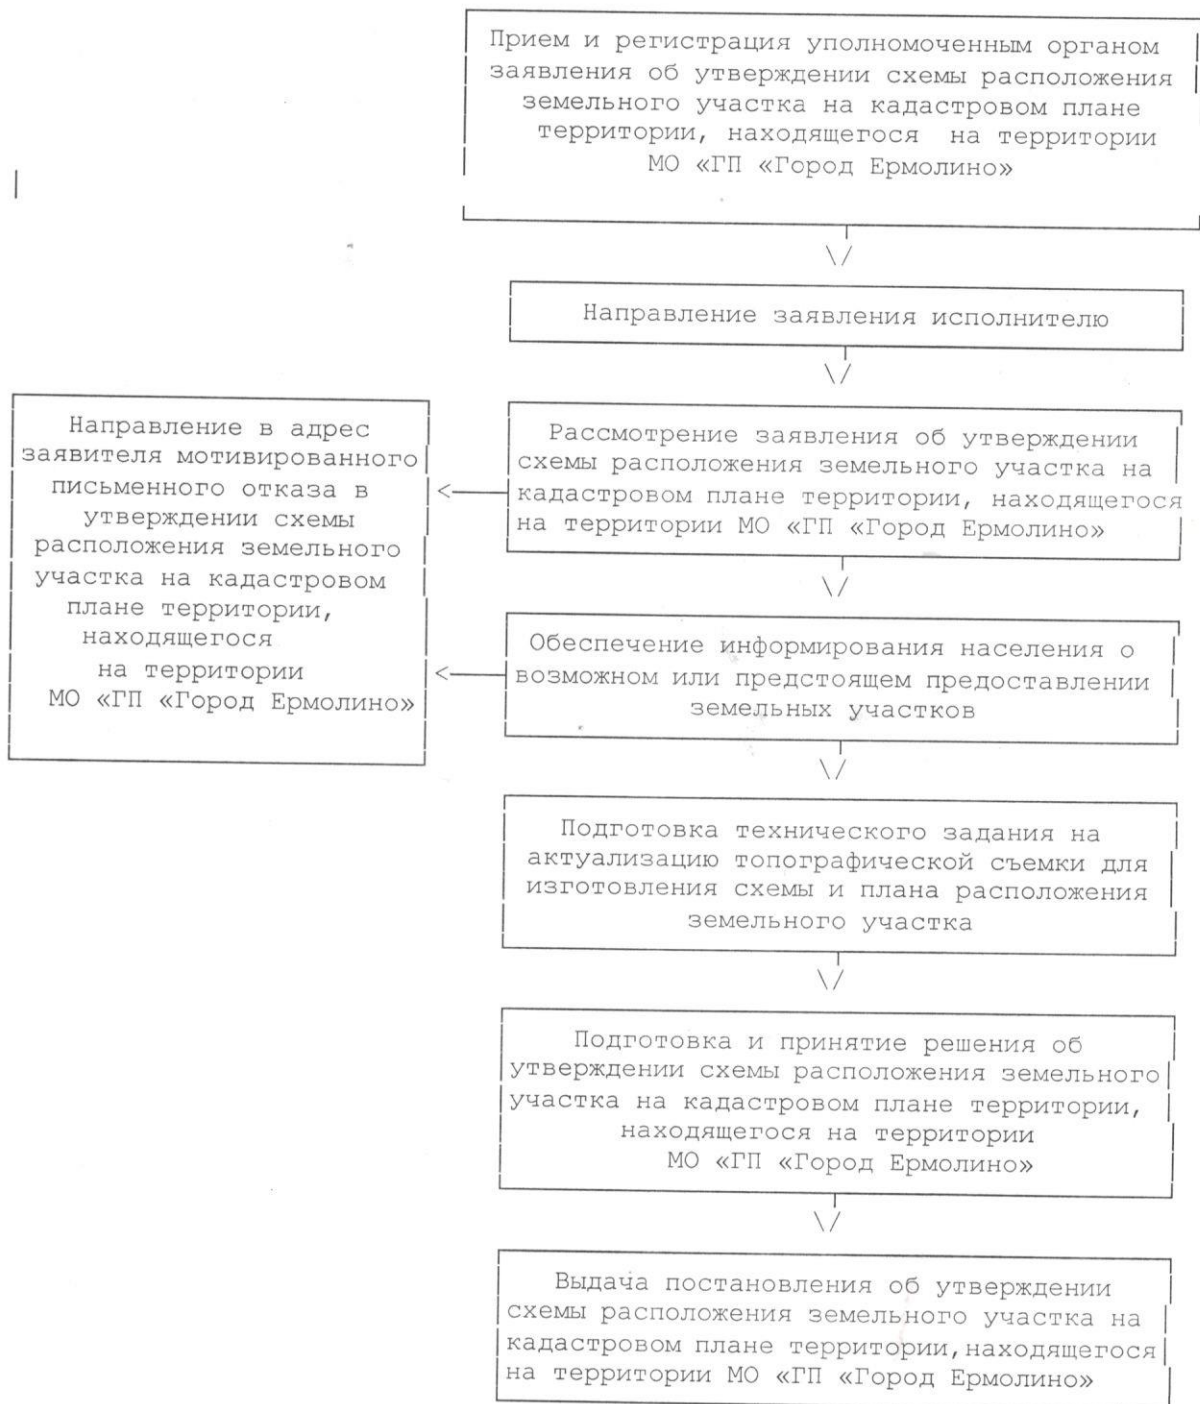 Прием и регистрация уполномоченным органом
заявления об утверждении схемы расположения
земельного участка на кадастровом плане
территории, находящегося на территории
МО «ГП «Город Ермолино»
Направление заявления исполнителю
Направление в адрес
заявителя мотивированного
письменного отказа в
утверждении схемы
расположения земельного
участка на кадастровом
плане территории,
находящегося
на территории
МО «ГП «Город Ермолино»
Рассмотрение заявления об утверждении
схемы расположения земельного участка на
кадастровом плане территории, находящегося
на территории МО «ГП «Город Ермолино»
Обеспечение информирования населения о
возможном или предстоящем предоставлении
земельных участков
Подготовка технического задания на
актуализацию топографической съемки для
изготовления схемы и плана расположения
земельного участка
Подготовка и принятие решения об
утверждении схемы расположения земельного
участка на кадастровом плане территории,
находящегося на территории
МО «ГП «Город Ермолино»
Выдача постановления об утверждении
схемы расположения земельного участка на
кадастровом плане территории,находящегося
на территории МО «ГП «Город Ермолино»